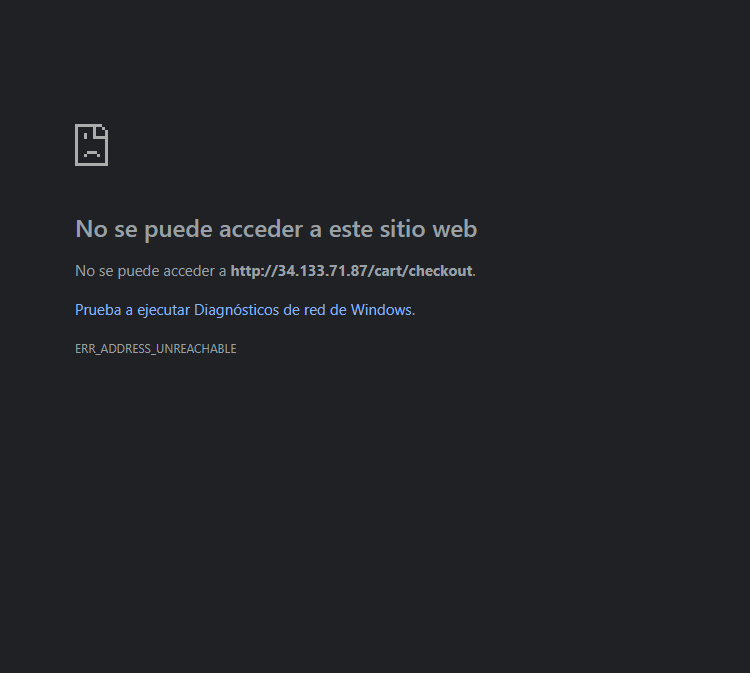 No se puede acceder a este sitio web
No se puede acceder a http://34.133.71.87/cart/checkout.
Prueba a ejecutar Diagnósticos de red de Windows.
ERR_ADDRESS_UNREACHABLE